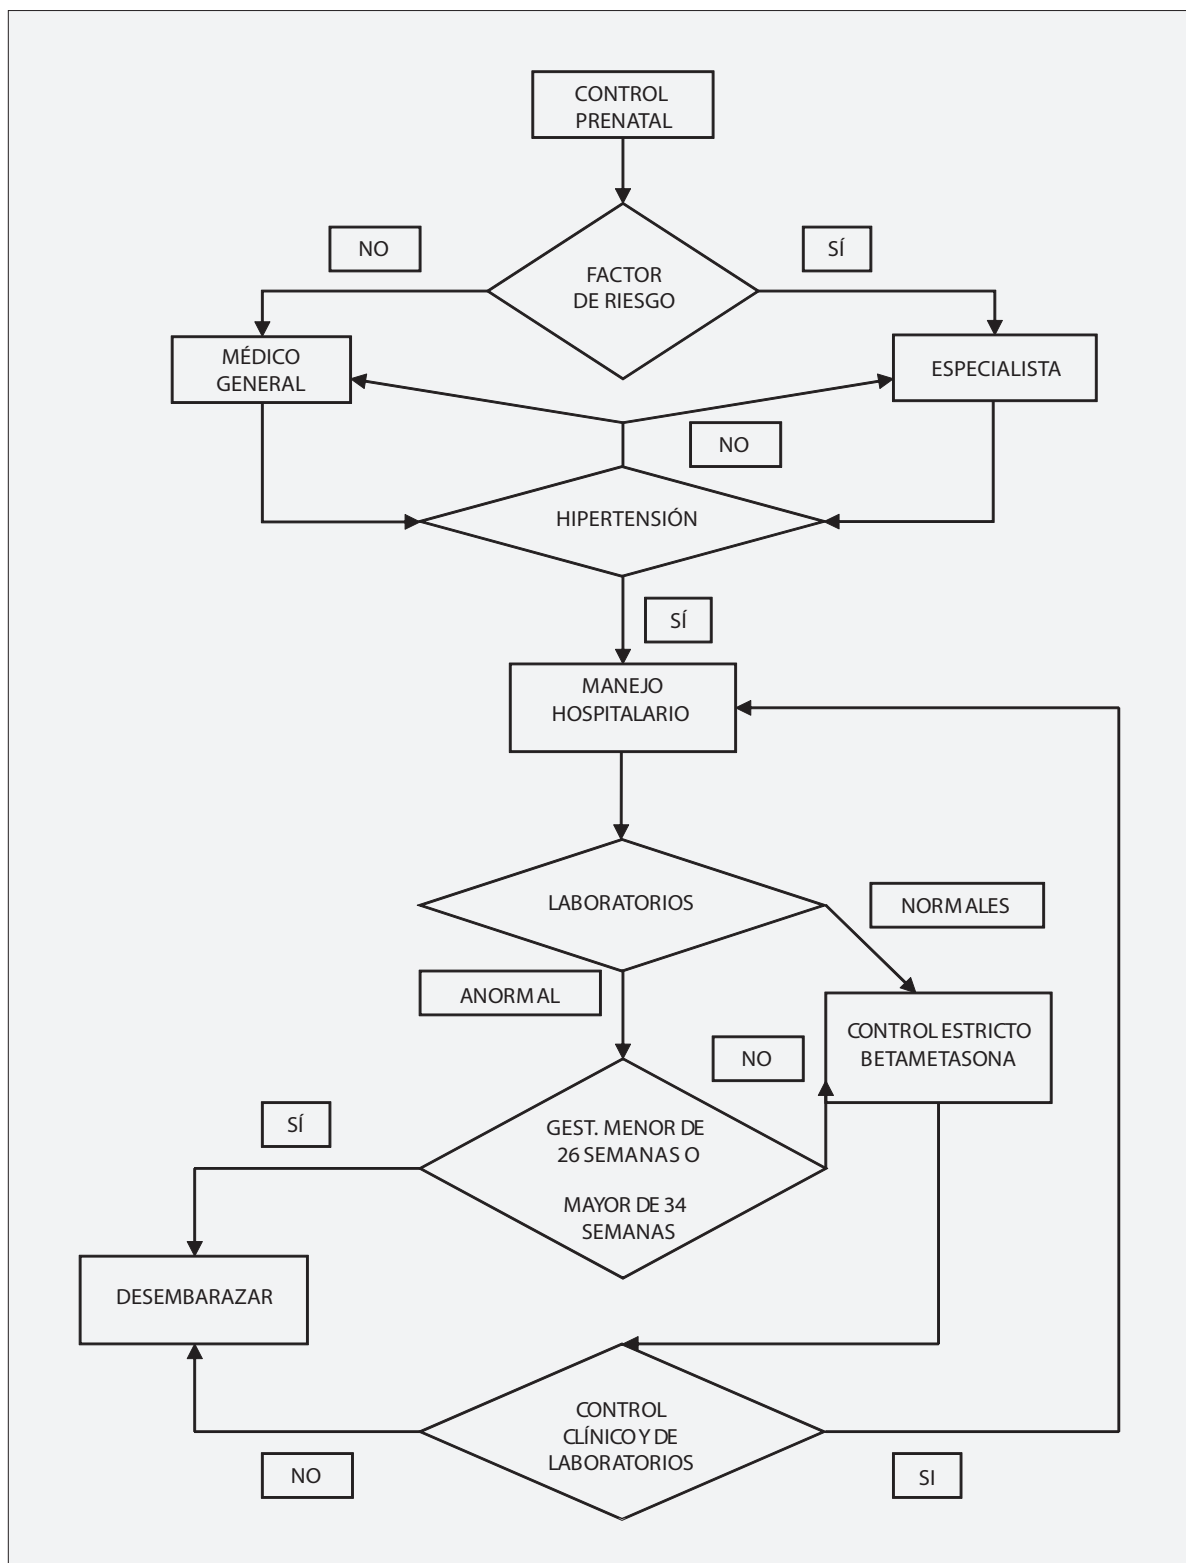 CONTROL
PRENATAL
NO
SÍ
FACTOR
DE RIESGO
MÉDICO
GENERAL
ESPECIALISTA
NO
HIPERTENSIÓN
SÍ
MANEJO
HOSPITALARIO
LABORATORIOS
NORMALES
ANORMAL
CONTROL ESTRICTO
BETAMETASONA
NO
SÍ
GEST. MENOR DE
26 SEMANAS O
MAYOR DE 34
SEMANAS
DESEMBARAZAR
CONTROL
CLÍNICO Y DE
LABORATORIOS
NO
SI